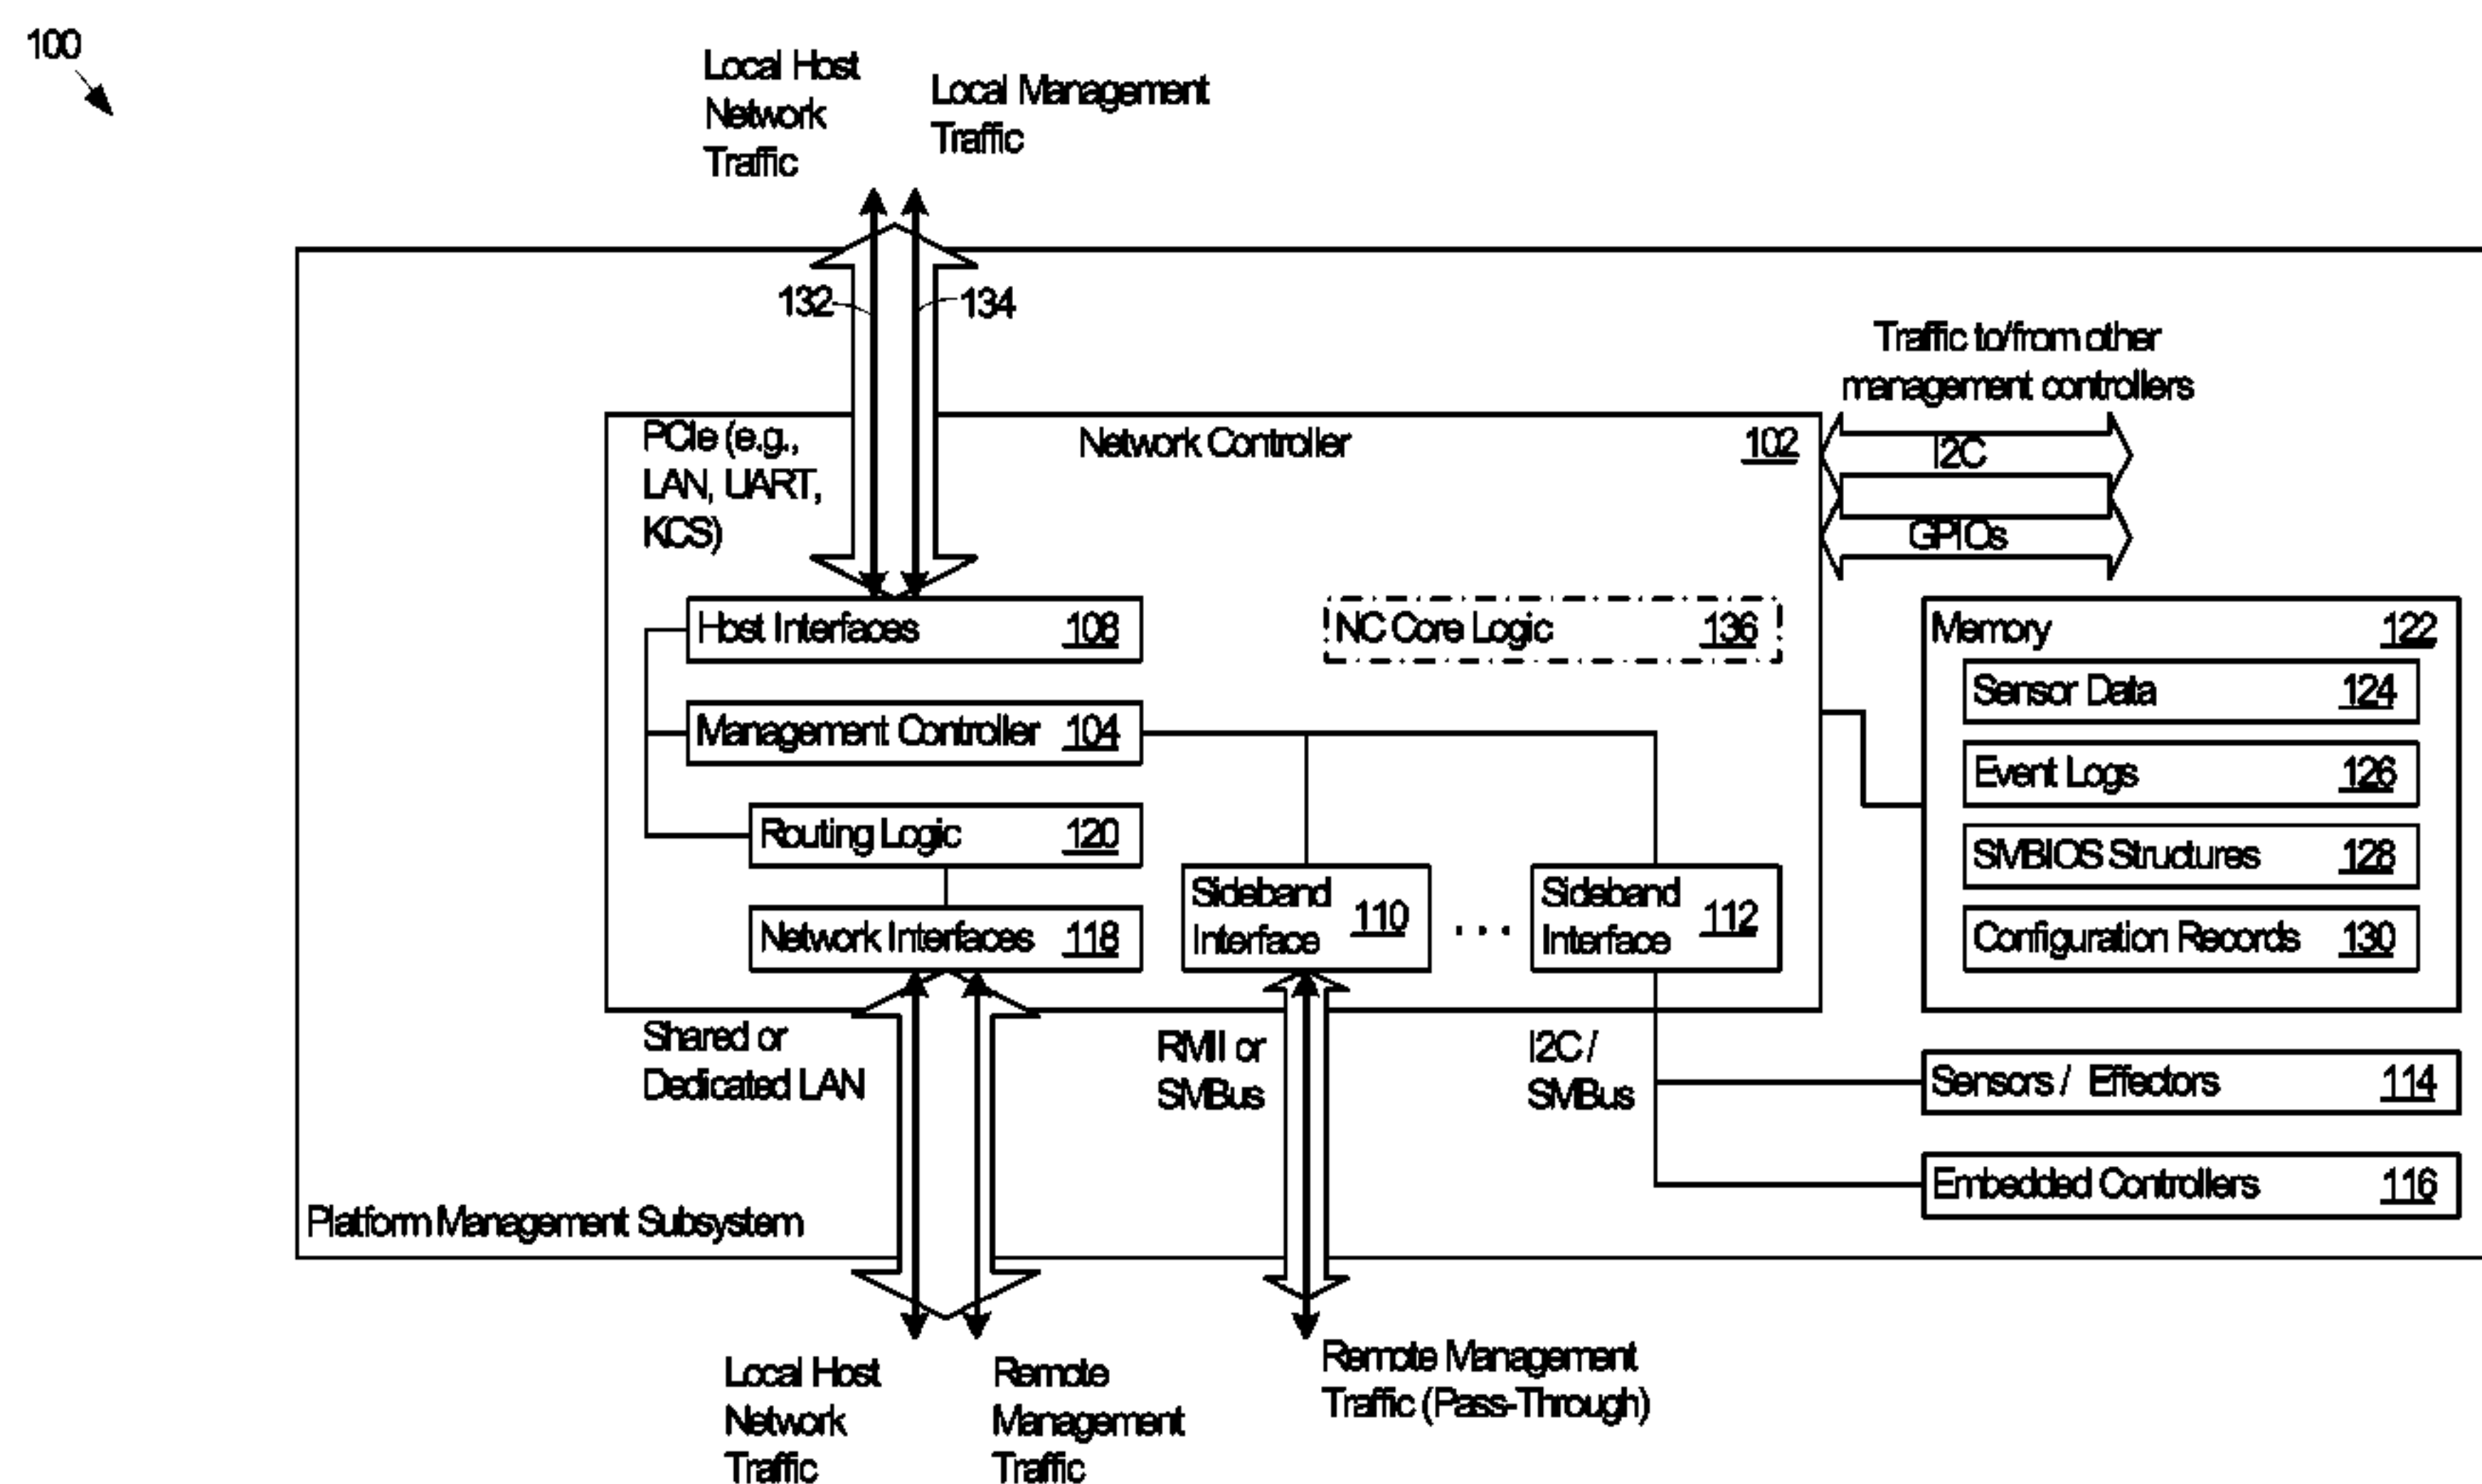 100
Local Host
Network
Traffic
Local Management
Traffic
132
134
Traffic to/from other
management controllers
PCIe (e.g.,
LAN, UART,
KCS)
Network Controller
102
I2C
GPIOs
Host Interfaces 108
NC Core Logic 136
Memory 122
Sensor Data 124
Management Controller 104
Event Logs 126
Routing Logic 120
SMBIOS Structures 128
Sideband
Interface 110
...
Sideband
Interface 112
Network Interfaces 118
Configuration Records 130
Shared or
Dedicated LAN
RMII or
SMBus
I2C /
SMBus
Sensors / Effectors 114
Embedded Controllers 116
Platform Management Subsystem
Local Host
Network
Traffic
Remote
Management
Traffic
Remote Management
Traffic (Pass-Through)